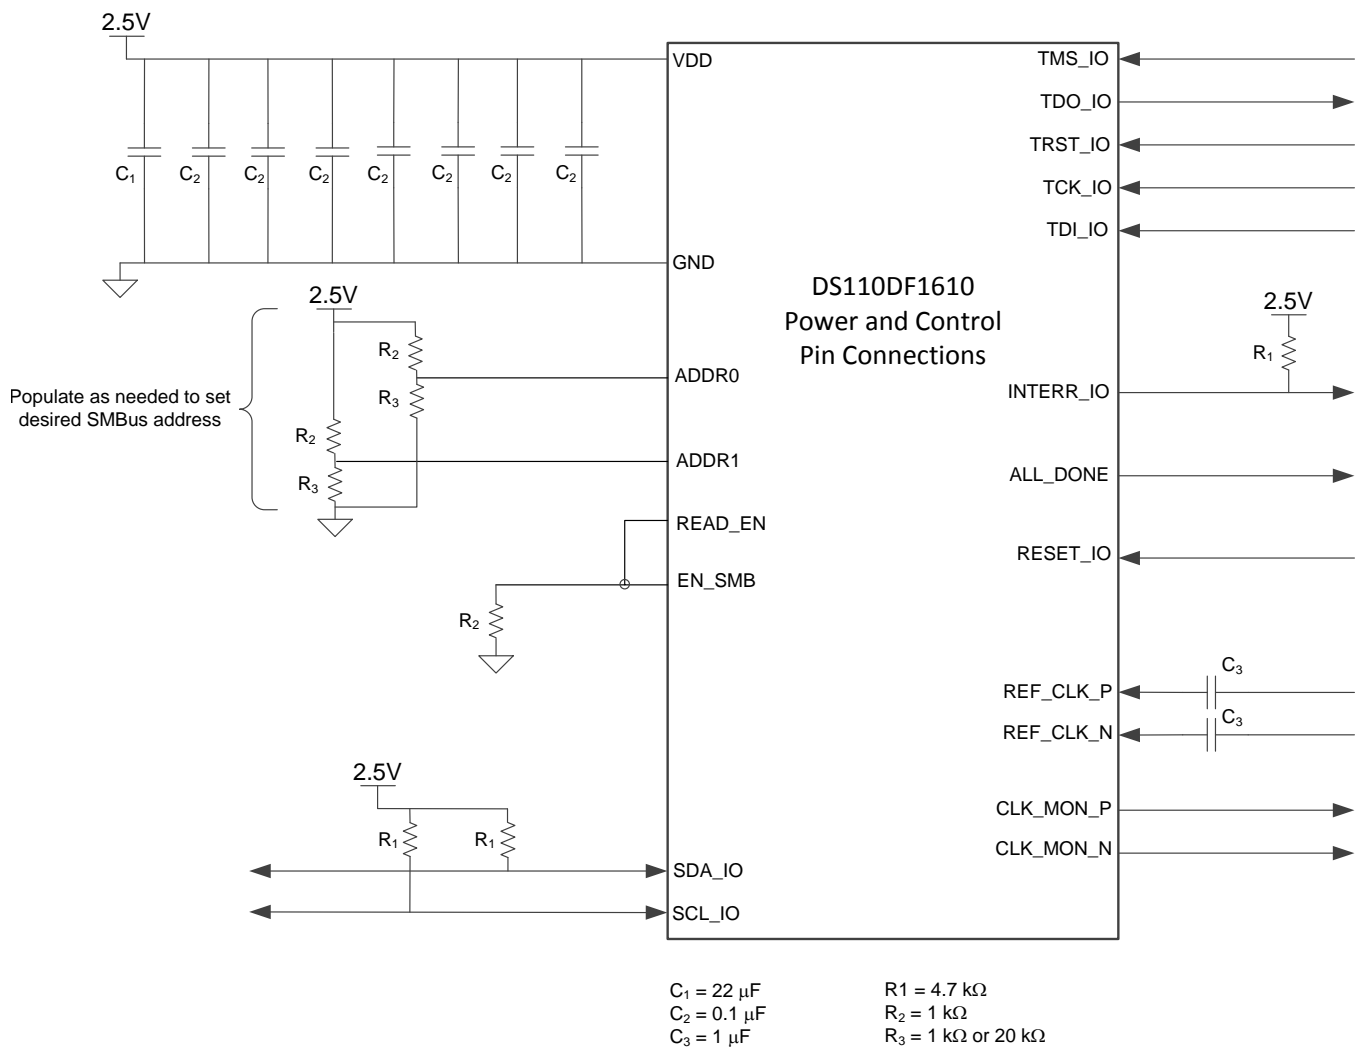 2.5V
VDD
C₁
C₂
C₂
C₂
C₂
C₂
C₂
C₂
GND
2.5V
Populate as needed to set
desired SMBus address
R₂
R₃
R₂
R₃
ADDR0
ADDR1
READ_EN
EN_SMB
R₂
2.5V
R₁
R₁
SDA_IO
SCL_IO
DS110DF1610
Power and Control
Pin Connections
TMS_IO
TDO_IO
TRST_IO
TCK_IO
TDI_IO
2.5V
R₁
INTERR_IO
ALL_DONE
RESET_IO
C₃
REF_CLK_P
C₃
REF_CLK_N
CLK_MON_P
CLK_MON_N
C₁ = 22 μF
C₂ = 0.1 μF
C₃ = 1 μF
R1 = 4.7 kΩ
R₂ = 1 kΩ
R₃ = 1 kΩ or 20 kΩ